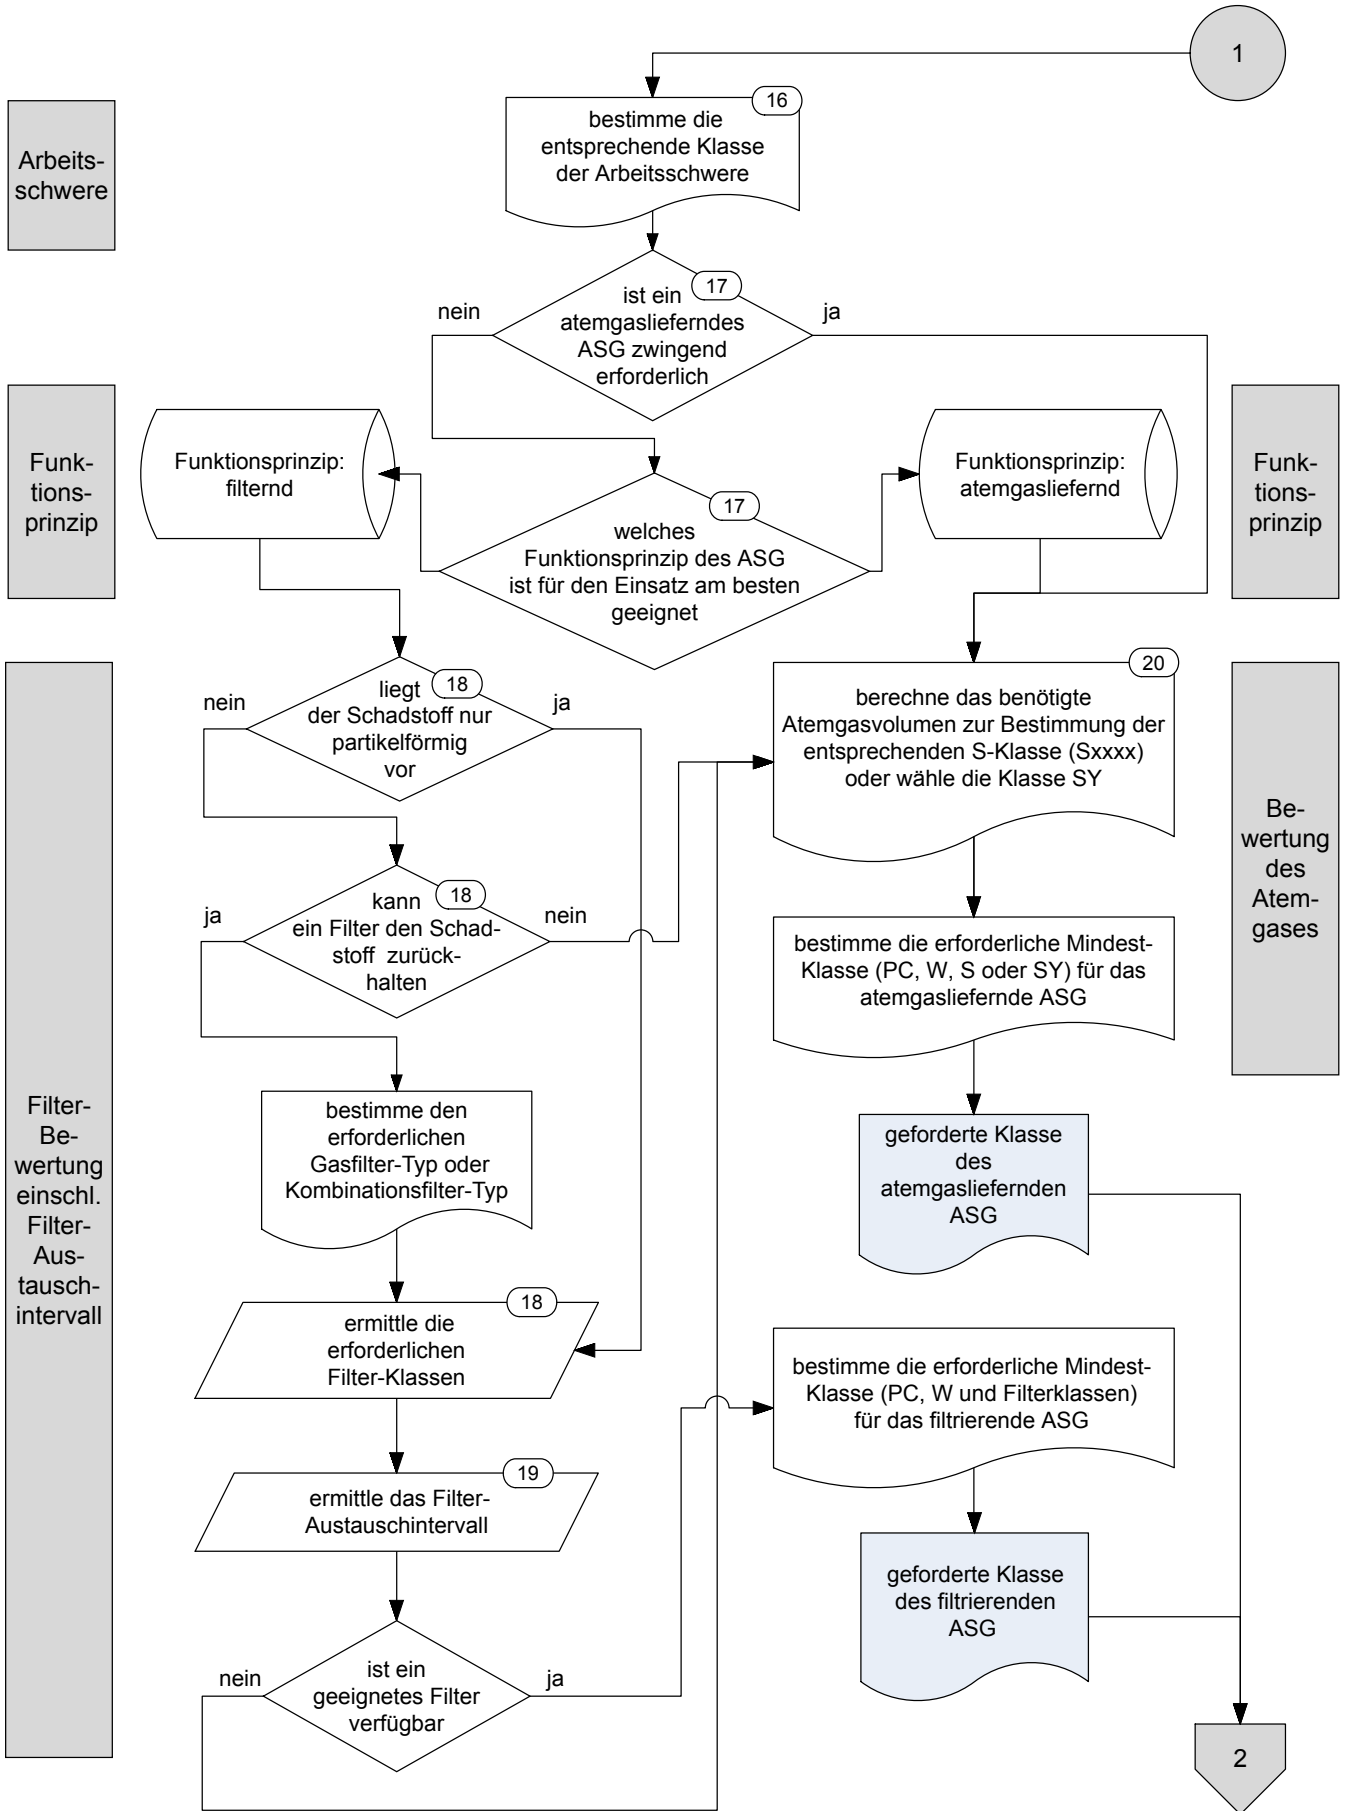 1
16
bestimme die
entsprechende Klasse
der Arbeitsschwere
Arbeits-
schwere
17
nein
ja
ist ein
atemgaslieferndes
ASG zwingend
erforderlich
Funk-
tions-
prinzip
Funktionsprinzip:
filternd
Funktionsprinzip:
atemgasliefernd
Funk-
tions-
prinzip
17
welches
Funktionsprinzip des ASG
ist für den Einsatz am besten
geeignet
nein
18
ja
liegt
der Schadstoff nur
partikelförmig
vor
20
berechne das benötigte
Atemgasvolumen zur Bestimmung der
entsprechenden S-Klasse (Sxxxx)
oder wähle die Klasse SY
Be-
wertung
des
Atem-
gases
ja
18
nein
kann
ein Filter den Schad-
stoff zurück-
halten
bestimme die erforderliche Mindest-
Klasse (PC, W, S oder SY) für das
atemgasliefernde ASG
Filter-
Be-
wertung
einschl.
Filter-
Aus-
tausch-
intervall
bestimme den
erforderlichen
Gasfilter-Typ oder
Kombinationsfilter-Typ
geforderte Klasse
des
atemgasliefernden
ASG
18
ermittle die
erforderlichen
Filter-Klassen
bestimme die erforderliche Mindest-
Klasse (PC, W und Filterklassen)
für das filtrierende ASG
19
ermittle das Filter-
Austauschintervall
geforderte Klasse
des filtrierenden
ASG
nein
ja
ist ein
geeignetes Filter
verfügbar
2